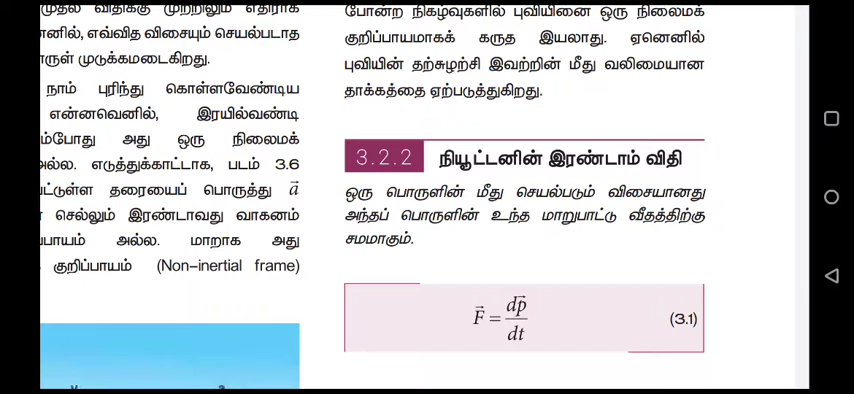 முதல் விதிக்கு முற்றிலும் எதிராக
எவ்வித விசையும் செயல்படாத
முடுக்கமடைகிறது.
நாம் புரிந்து கொள்ளவேண்டிய
என்னவெனில், இரயில்வண்டி
அது ஒரு நிலைமக்
அல்ல. எடுத்துக்காட்டாக, படம் 3.6
தரையைப் பொருத்து a⃗
செல்லும் இரண்டாவது வாகனம்
அல்ல. மாறாக அது
குறிப்பாயம் (Non-inertial frame)
போன்ற நிகழ்வுகளில் புவியினை ஒரு நிலைமக்
குறிப்பாயமாகக் கருத இயலாது. ஏனெனில்
புவியின் தற்சுழற்சி இவற்றின் மீது வலிமையான
தாக்கத்தை ஏற்படுத்துகிறது.
3.2.2 நியூட்டனின் இரண்டாம் விதி
ஒரு பொருளின் மீது செயல்படும் விசையானது
அந்தப் பொருளின் உந்த மாறுபாட்டு வீதத்திற்கு
சமமாகும்.
F⃗ = dp⃗/dt (3.1)